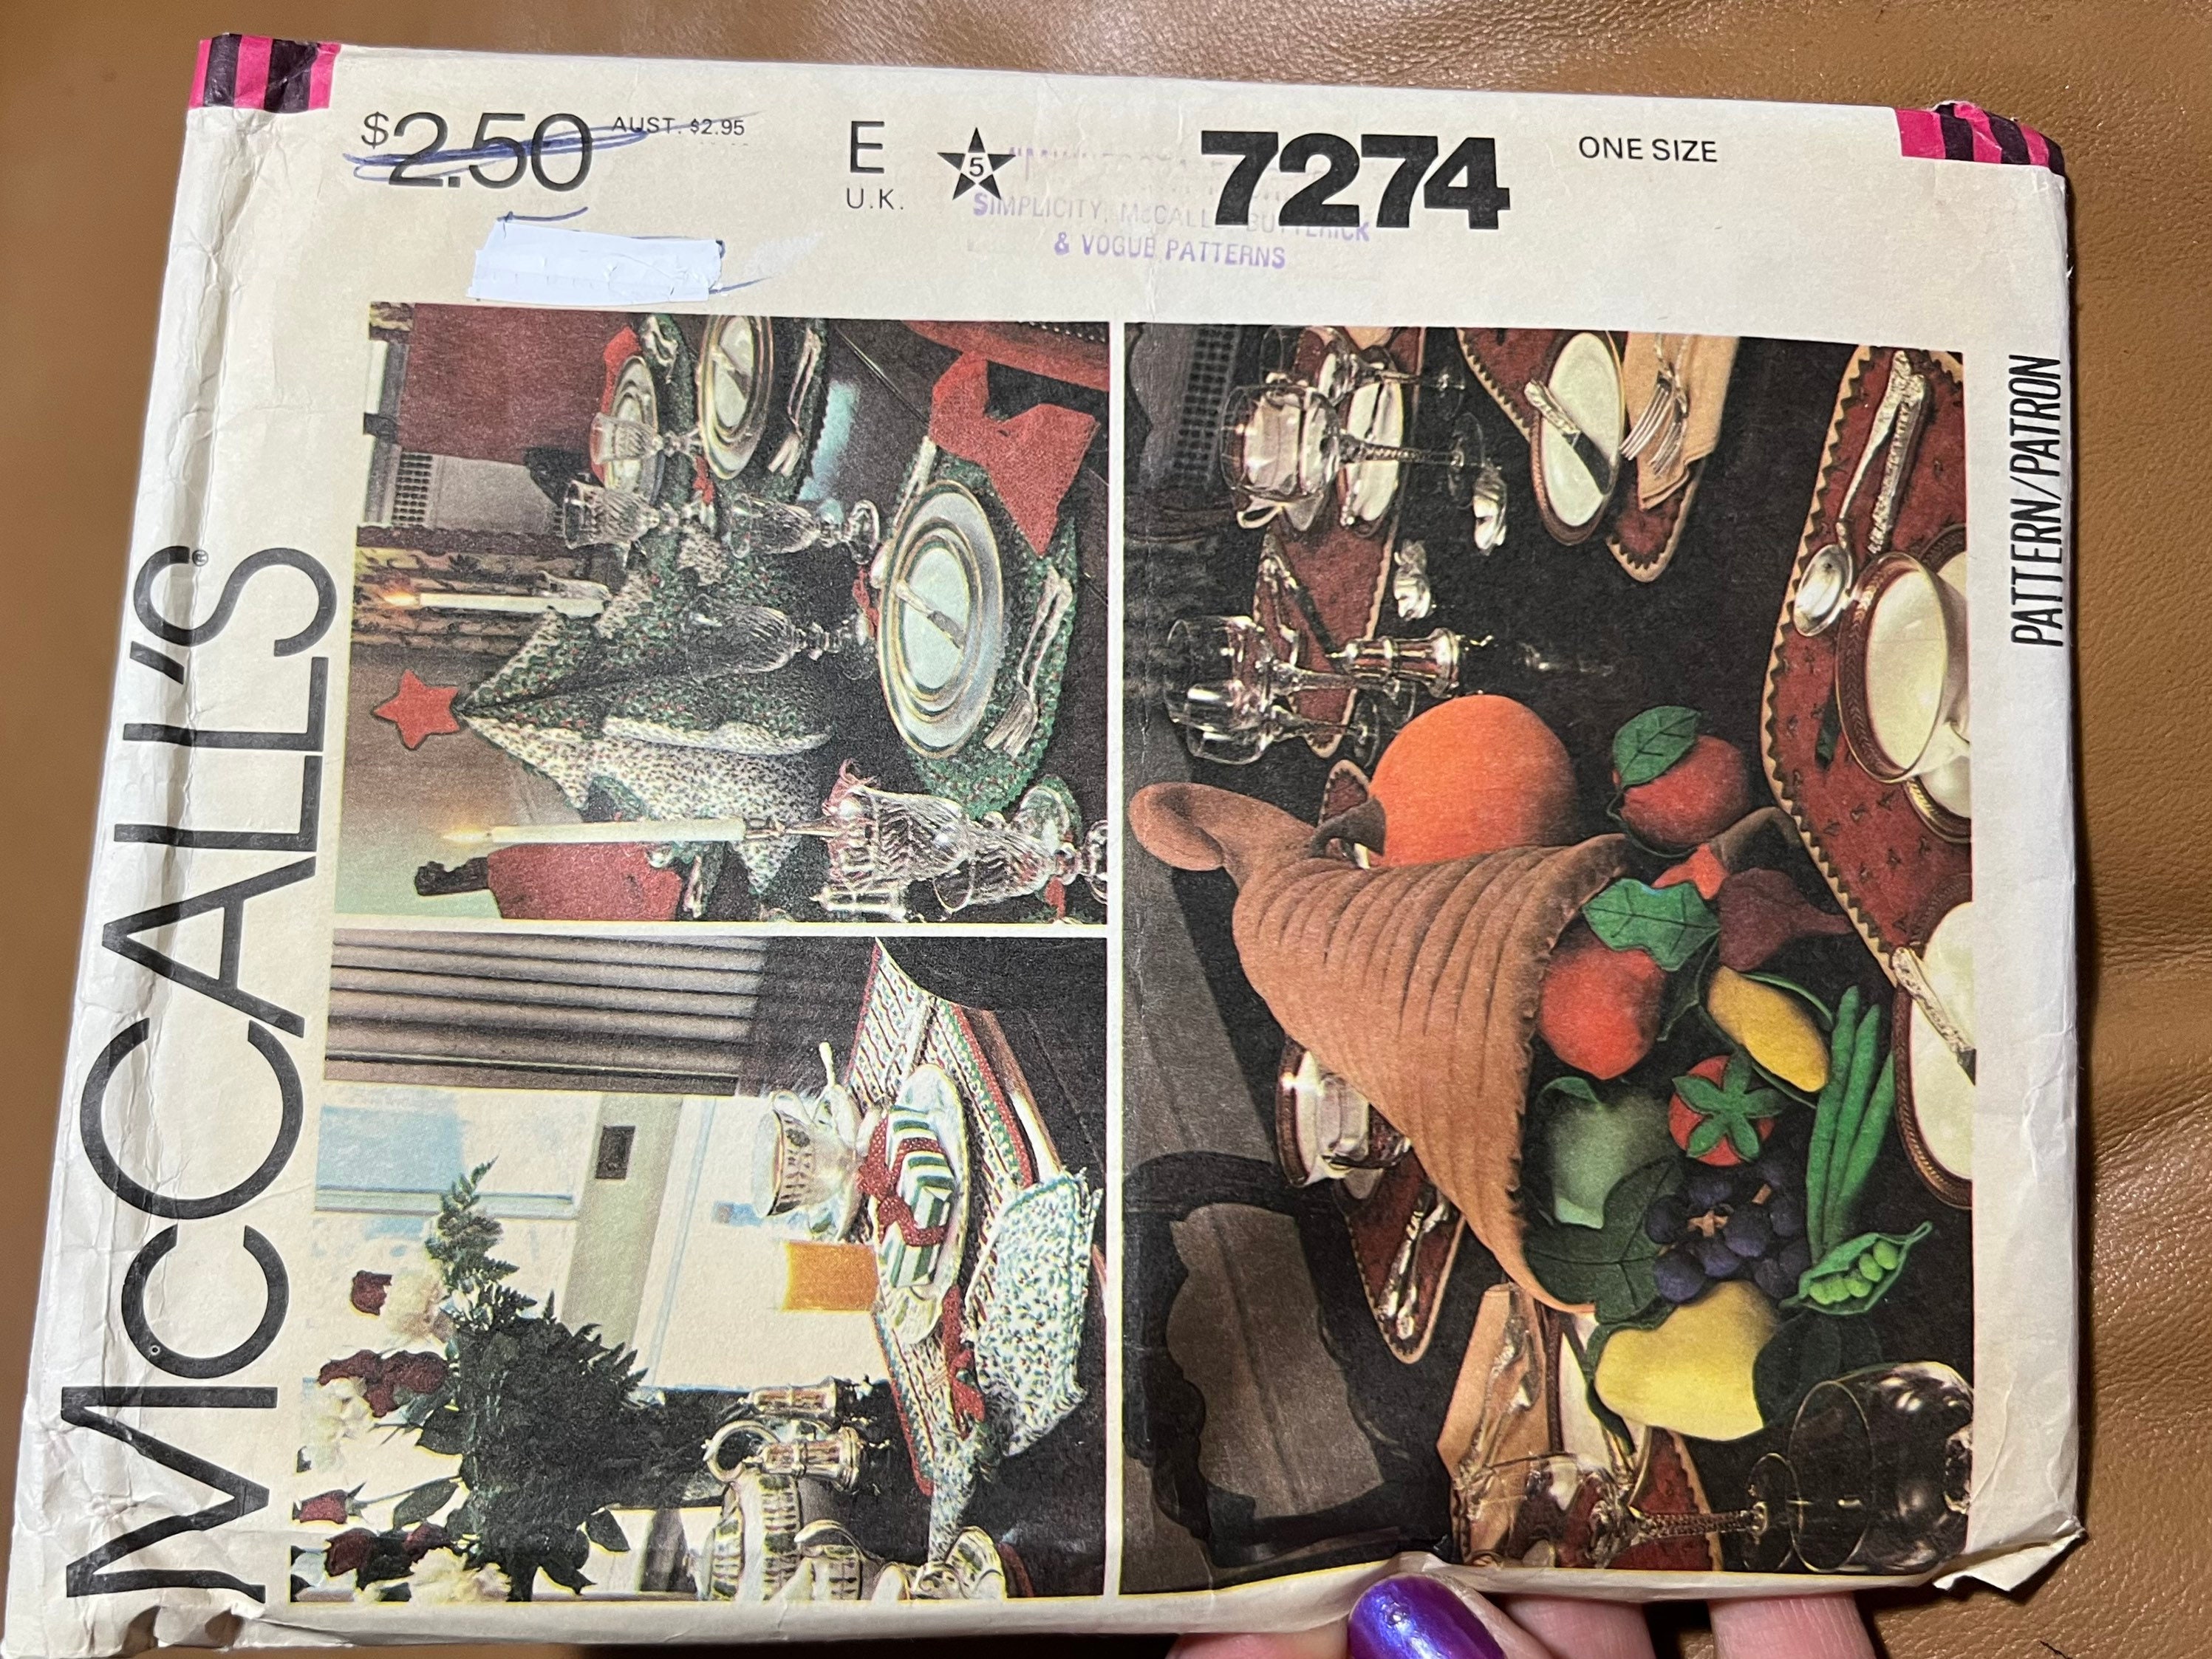 $2.50 AUST. $2.95
E
U.K.
5
7274
ONE SIZE
SIMPLICITY, McCALL, BUTTERICK
& VOGUE PATTERNS
McCALL'S®
PATTERN/PATRON